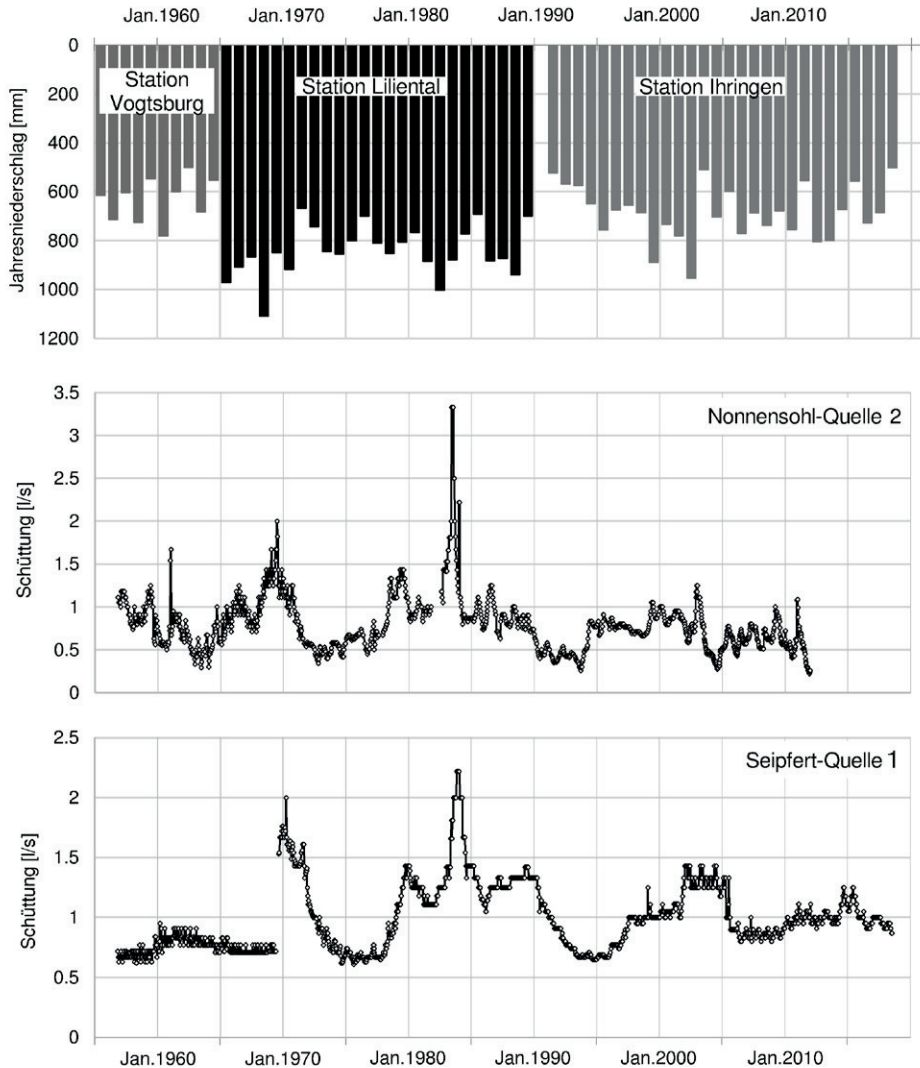 Jan.1960 Jan.1970 Jan.1980 Jan.1990 Jan.2000 Jan.2010
Jahresniederschlag [mm]
0
200
400
600
800
1000
1200
Station
Vogtsburg
Station Liliental
Station Ihringen
Schüttung [l/s]
3.5
3
2.5
2
1.5
1
0.5
0
Nonnensohl-Quelle 2
Schüttung [l/s]
2.5
2
1.5
1
0.5
0
Seipfert-Quelle 1
Jan.1960 Jan.1970 Jan.1980 Jan.1990 Jan.2000 Jan.2010